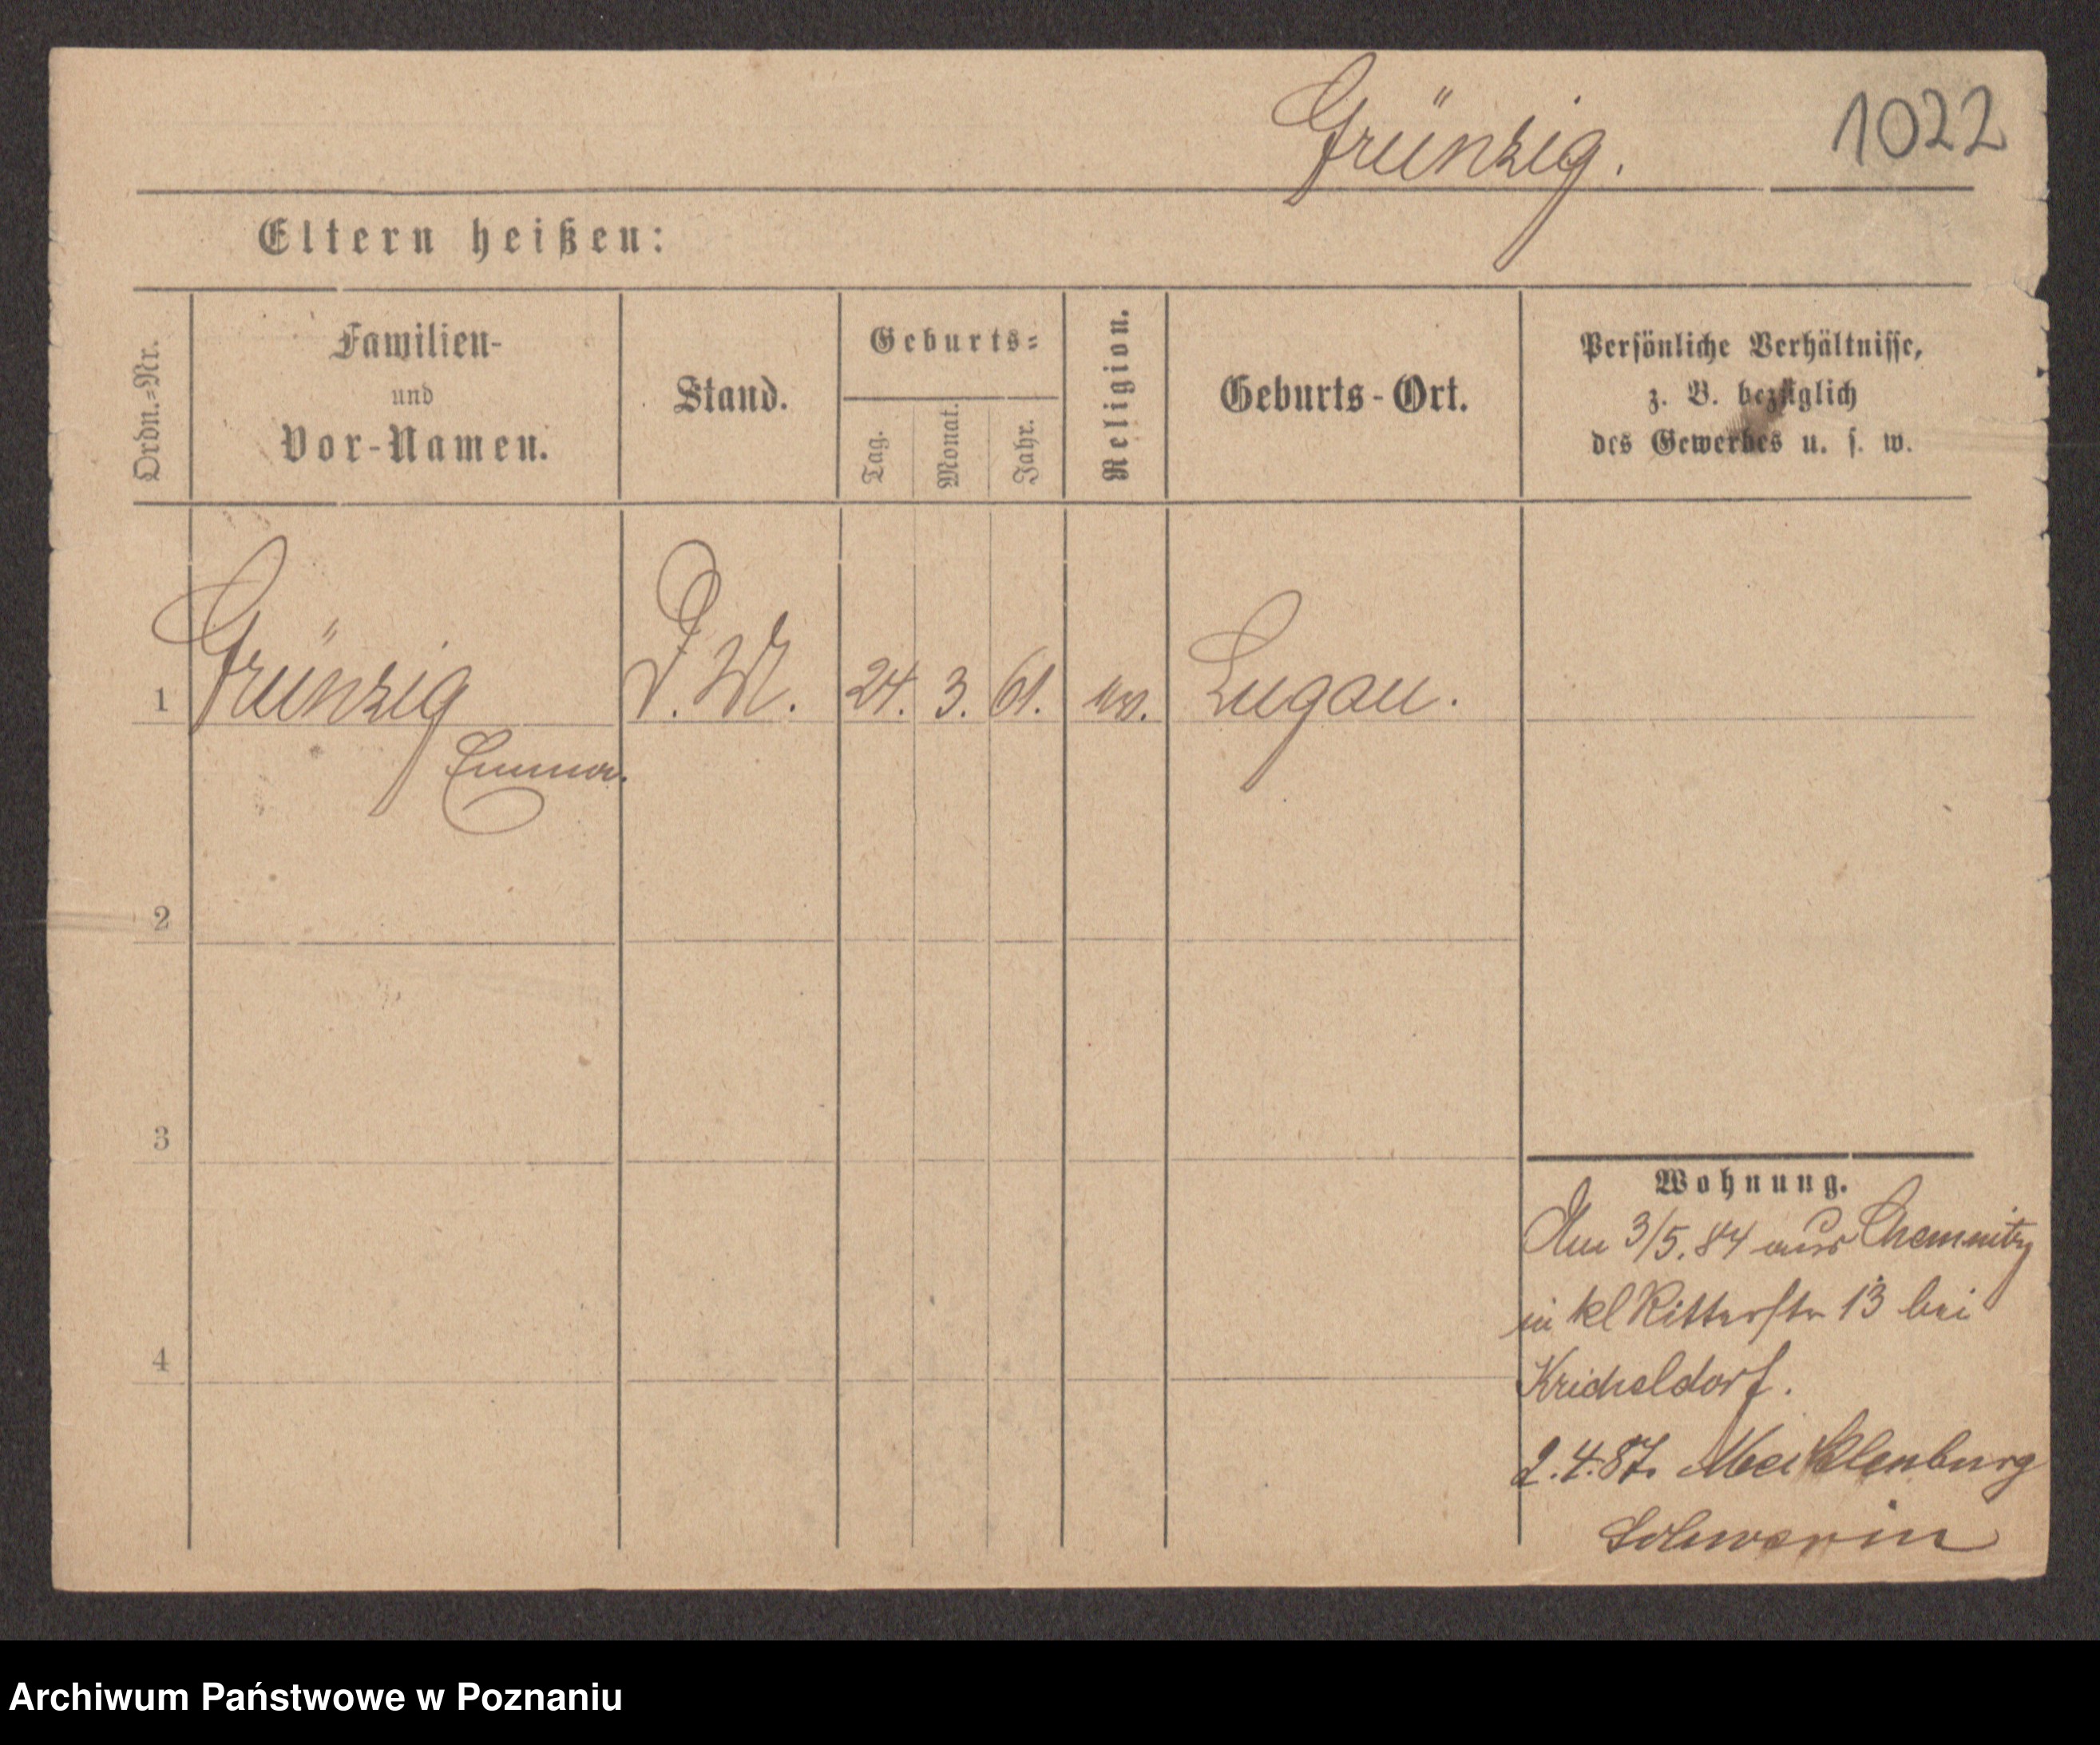 Grünzig.
1022
Eltern heißen:
Ordn.=Nr.
Familien-
und
Vor-Namen.
Stand.
Geburts=
Tag.
Monat.
Jahr.
Religion.
Geburts-Ort.
Persönliche Verhältnisse,
z. B. bezüglich
des Gewerbes u. s. w.
1 Grünzig 24. 3. 61. Lugau.
Emma.
2
3
4
Wohnung.
Am 3/5. 84 aus Chemnitz
in kl Ritterstr 13 bei
Kricheldorf.
2.4.87. Mecklenburg
Schwerin
Archiwum Państwowe w Poznaniu